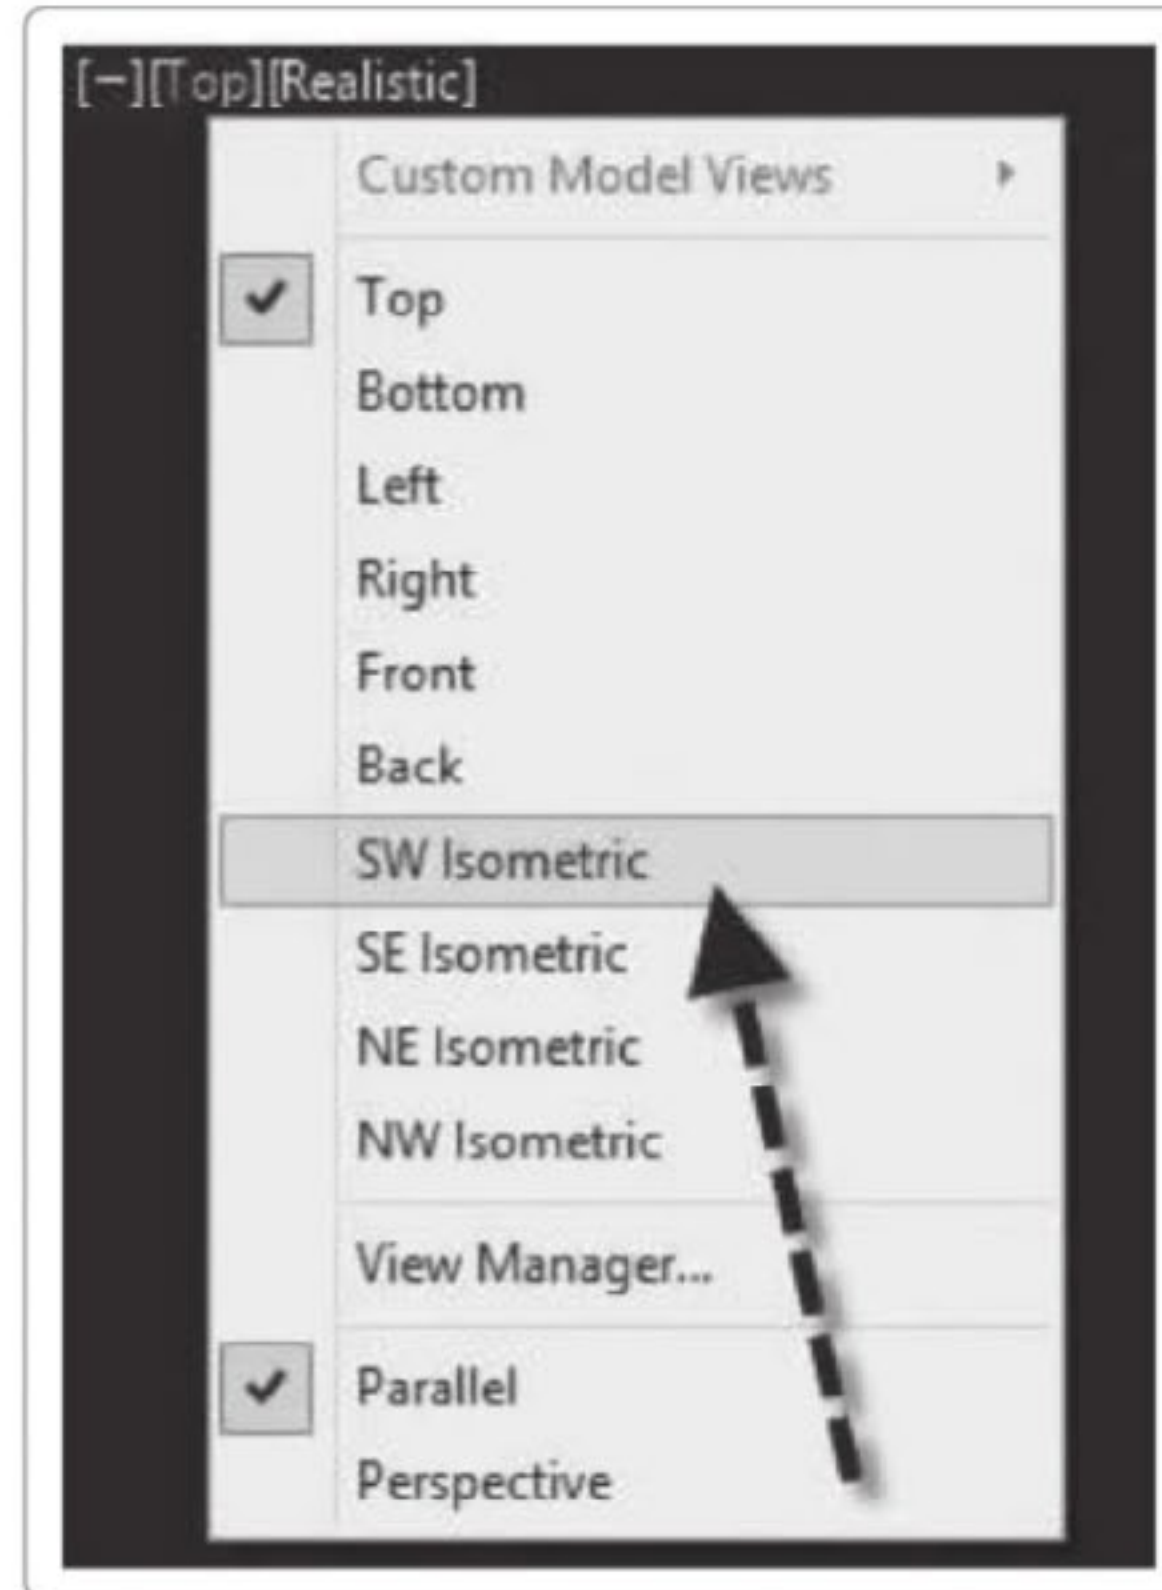 [−][Top][Realistic]
Custom Model Views
Top
Bottom
Left
Right
Front
Back
SW Isometric
SE Isometric
NE Isometric
NW Isometric
View Manager...
Parallel
Perspective